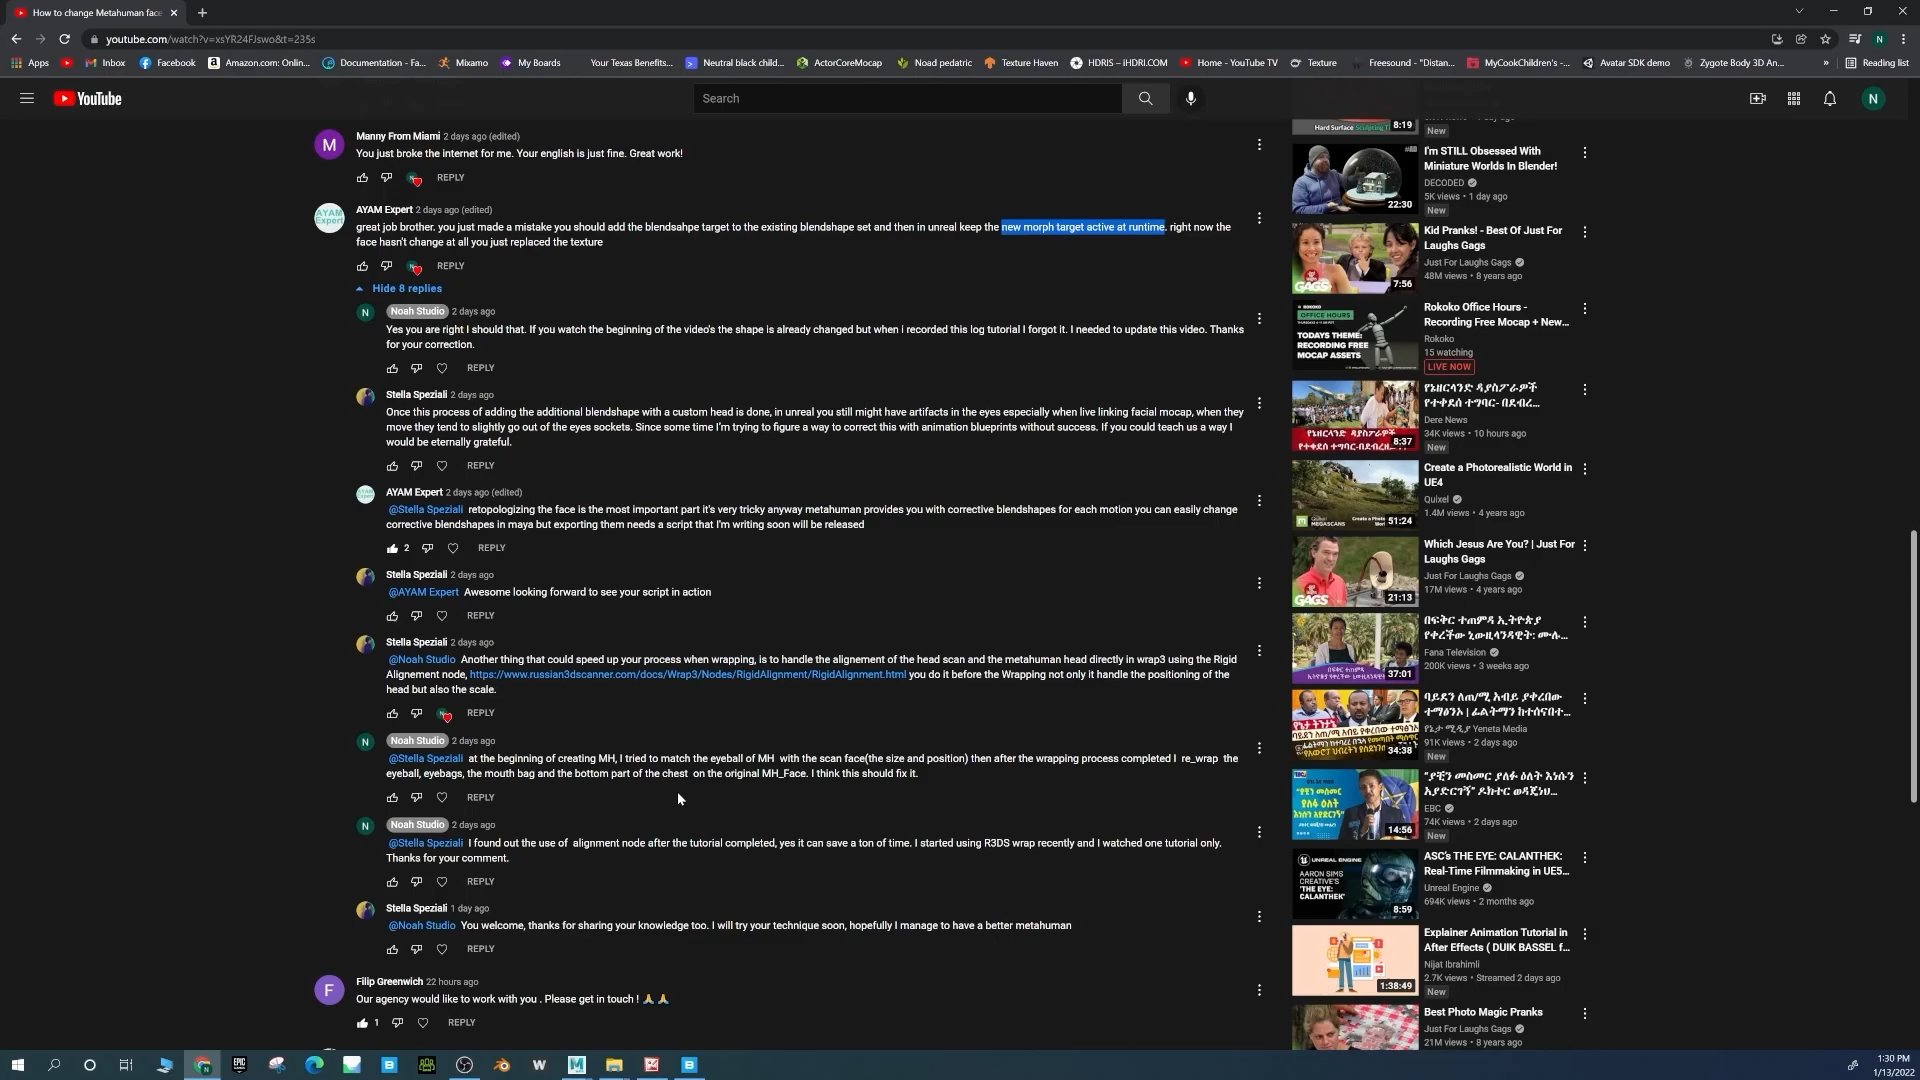 How to change Metahuman face
youtube.com/watch?v=xsYR24FJswo&t=235s
N
Apps
Inbox
Facebook
Amazon.com: Onlin...
Documentation - Fa...
Mixamo
My Boards
Your Texas Benefits...
Neutral black child...
ActorCoreMocap
Noad pediatric
Texture Haven
HDRIS – iHDRI.COM
Home - YouTube TV
Texture
Freesound - "Distan...
MyCookChildren's -...
Avatar SDK demo
Zygote Body 3D An...
»
Reading list
YouTube
Search
N
M
Manny From Miami 2 days ago (edited)
You just broke the internet for me. Your english is just fine. Great work!
REPLY
AYAM Expert
AYAM Expert 2 days ago (edited)
great job brother. you just made a mistake you should add the blendsahpe target to the existing blendshape set and then in unreal keep the new morph target active at runtime. right now the
face hasn't change at all you just replaced the texture
REPLY
Hide 8 replies
N
Noah Studio 2 days ago
Yes you are right I should that. If you watch the beginning of the video's the shape is already changed but when i recorded this log tutorial I forgot it. I needed to update this video. Thanks
for your correction.
REPLY
Stella Speziali 2 days ago
Once this process of adding the additional blendshape with a custom head is done, in unreal you still might have artifacts in the eyes especially when live linking facial mocap, when they
move they tend to slightly go out of the eyes sockets. Since some time I'm trying to figure a way to correct this with animation blueprints without success. If you could teach us a way I
would be eternally grateful.
REPLY
AYAM Expert 2 days ago (edited)
@Stella Speziali retopologizing the face is the most important part it's very tricky anyway metahuman provides you with corrective blendshapes for each motion you can easily change
corrective blendshapes in maya but exporting them needs a script that I'm writing soon will be released
2 REPLY
Stella Speziali 2 days ago
@AYAM Expert Awesome looking forward to see your script in action
REPLY
Stella Speziali 2 days ago
@Noah Studio Another thing that could speed up your process when wrapping, is to handle the alignement of the head scan and the metahuman head directly in wrap3 using the Rigid
Alignement node, https://www.russian3dscanner.com/docs/Wrap3/Nodes/RigidAlignment/RigidAlignment.html you do it before the Wrapping not only it handle the positioning of the
head but also the scale.
REPLY
N
Noah Studio 2 days ago
@Stella Speziali at the beginning of creating MH, I tried to match the eyeball of MH with the scan face(the size and position) then after the wrapping process completed I re_wrap the
eyeball, eyebags, the mouth bag and the bottom part of the chest on the original MH_Face. I think this should fix it.
REPLY
N
Noah Studio 2 days ago
@Stella Speziali I found out the use of alignment node after the tutorial completed, yes it can save a ton of time. I started using R3DS wrap recently and I watched one tutorial only.
Thanks for your comment.
REPLY
Stella Speziali 1 day ago
@Noah Studio You welcome, thanks for sharing your knowledge too. I will try your technique soon, hopefully I manage to have a better metahuman
REPLY
F
Filip Greenwich 22 hours ago
Our agency would like to work with you . Please get in touch ! 🙏 🙏
1 REPLY
8:19
New
I'm STILL Obsessed With
Miniature Worlds In Blender!
DECODED
5K views • 1 day ago
New
22:30
Kid Pranks! - Best Of Just For
Laughs Gags
Just For Laughs Gags
48M views • 8 years ago
GAGS
7:56
Rokoko Office Hours -
Recording Free Mocap + New...
Rokoko
15 watching
LIVE NOW
OFFICE HOURS
TODAYS THEME:
RECORDING FREE
MOCAP ASSETS
የኔዘርላንድ ዳያስፖራዎች
የተቀደሰ ተግባር- በደብረ...
Dere News
34K views • 10 hours ago
New
8:37
Create a Photorealistic World in
UE4
Quixel
1.4M views • 4 years ago
51:24
Which Jesus Are You? | Just For
Laughs Gags
Just For Laughs Gags
17M views • 4 years ago
GAGS
21:13
በፍቅር ተጠምዳ ኢትዮጵያ
የቀረችው ኒውዚላንዳዊት: ሙሉ...
Fana Television
200K views • 3 weeks ago
37:01
ባይደን ለጠ/ሚ አብይ ያቀረበው
ተማፅንኦ | ፊልትማን ከተሰናበተ...
የኔታ ሚዲያ Yeneta Media
91K views • 2 days ago
New
34:38
"ያቺን መስመር ያለፉ ዕለት እነሱን
አያድርገኝ" ዶክተር ወዳጄነህ...
EBC
74K views • 2 days ago
New
14:56
ASC's THE EYE: CALANTHEK:
Real-Time Filmmaking in UE5...
Unreal Engine
694K views • 2 months ago
UNREAL ENGINE
AARON SIMS
CREATIVE'S
'THE EYE:
CALANTHEK'
8:59
Explainer Animation Tutorial in
After Effects ( DUIK BASSEL f...
Nijat Ibrahimli
2.7K views • Streamed 2 days ago
New
1:38:49
Best Photo Magic Pranks
Just For Laughs Gags
21M views • 8 years ago
1:30 PM
1/13/2022